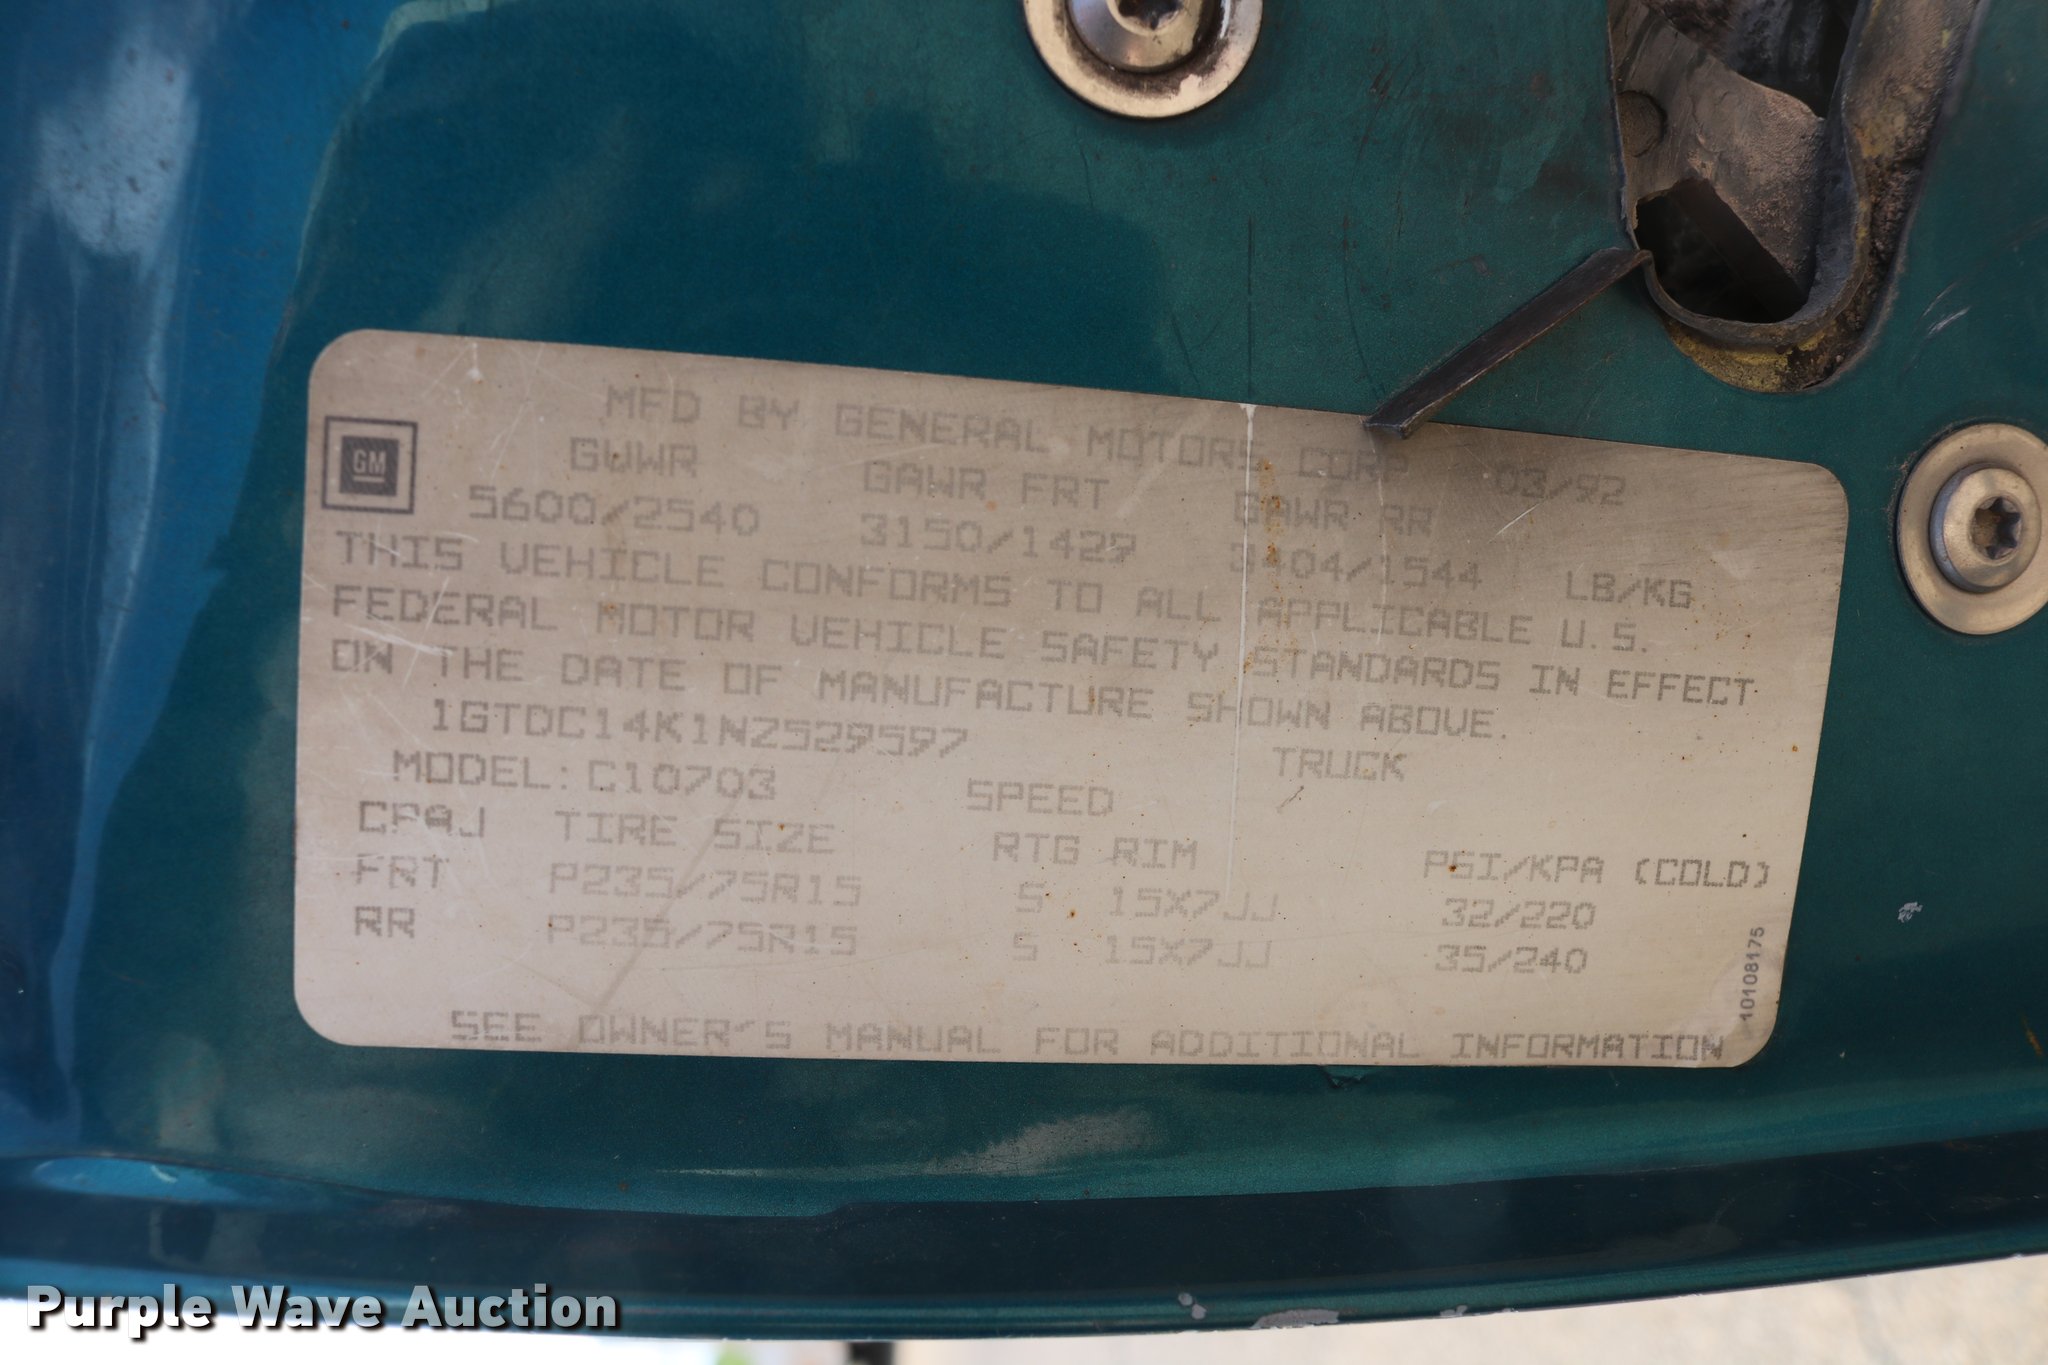 GM
MFD BY GENERAL MOTORS CORP 03/92
GVWR GAWR FRT GAWR RR
5600/2540 3150/1429 3404/1544 LB/KG
THIS VEHICLE CONFORMS TO ALL APPLICABLE U.S.
FEDERAL MOTOR VEHICLE SAFETY STANDARDS IN EFFECT
ON THE DATE OF MANUFACTURE SHOWN ABOVE.
1GTDC14K1NZ529597 TRUCK
MODEL: C10703
SPEED
CPAJ TIRE SIZE RTG RIM PSI/KPA (COLD)
FRT P235/75R15 S 15X7JJ 32/220
RR P235/75R15 S 15X7JJ 35/240
SEE OWNER'S MANUAL FOR ADDITIONAL INFORMATION
10108175
Purple Wave Auction